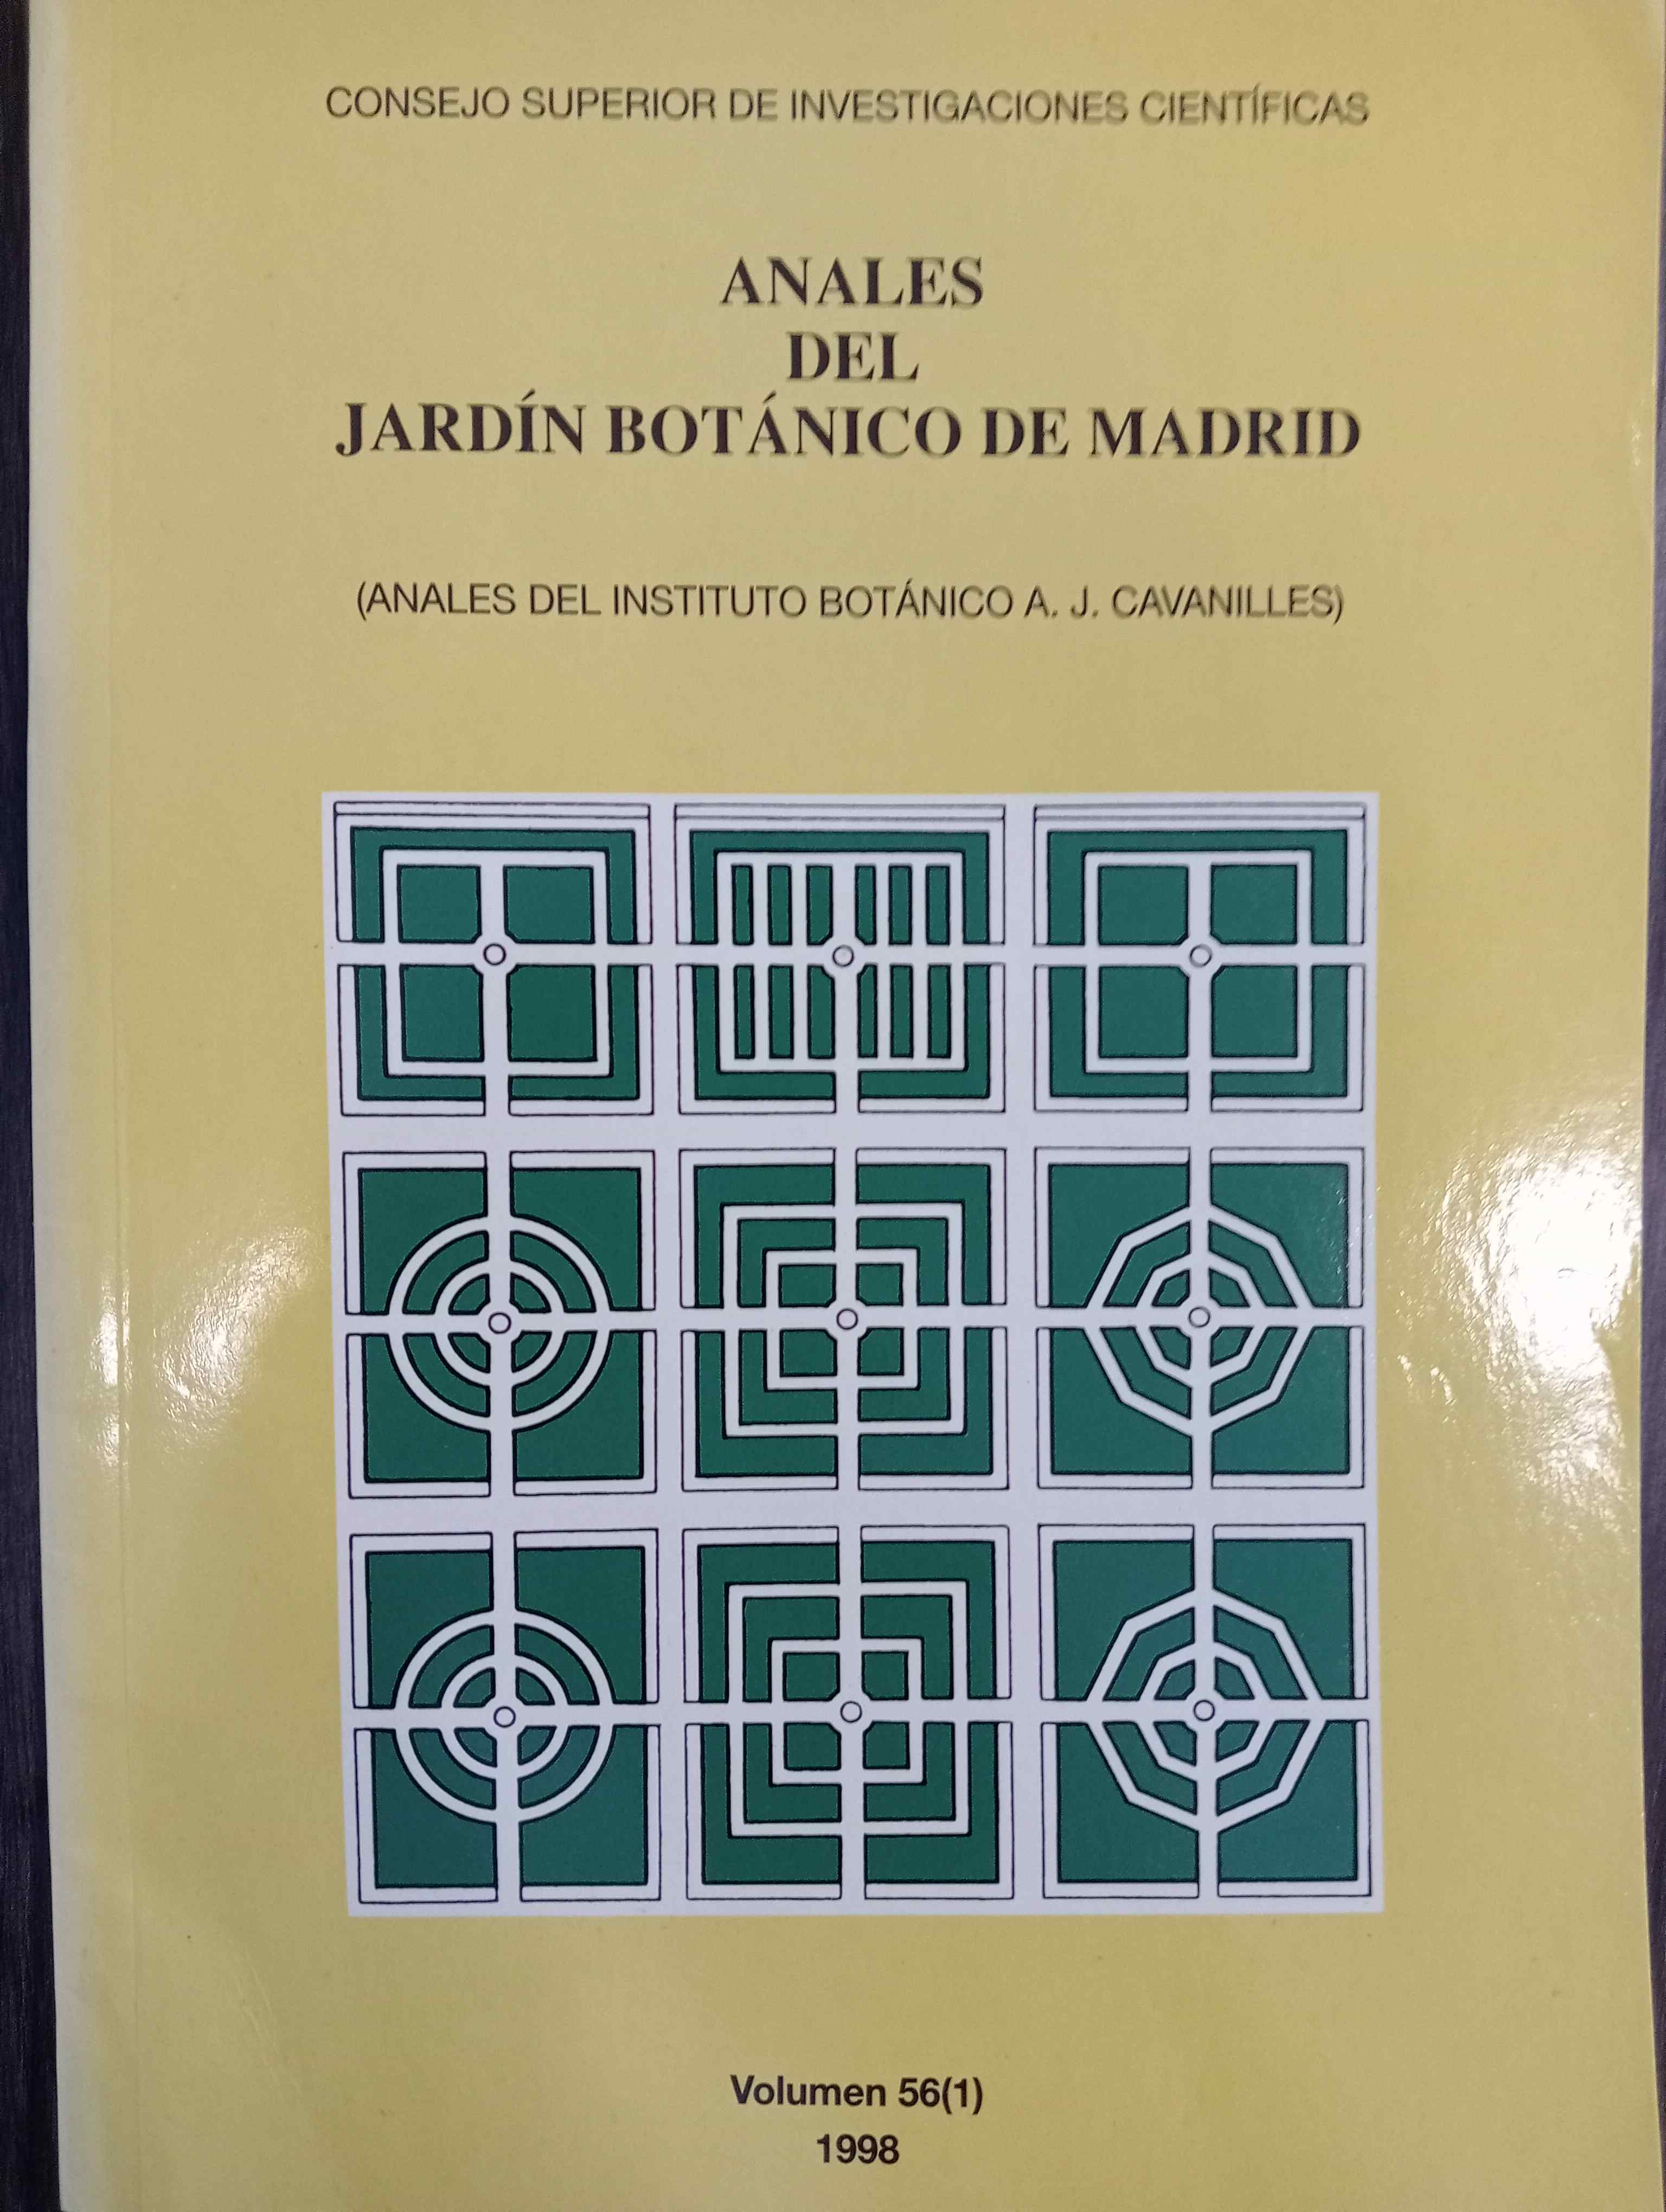 CONSEJO SUPERIOR DE INVESTIGACIONES CIENTÍFICAS
ANALES
DEL
JARDÍN BOTÁNICO DE MADRID
(ANALES DEL INSTITUTO BOTÁNICO A. J. CAVANILLES)
Volumen 56(1)
1998